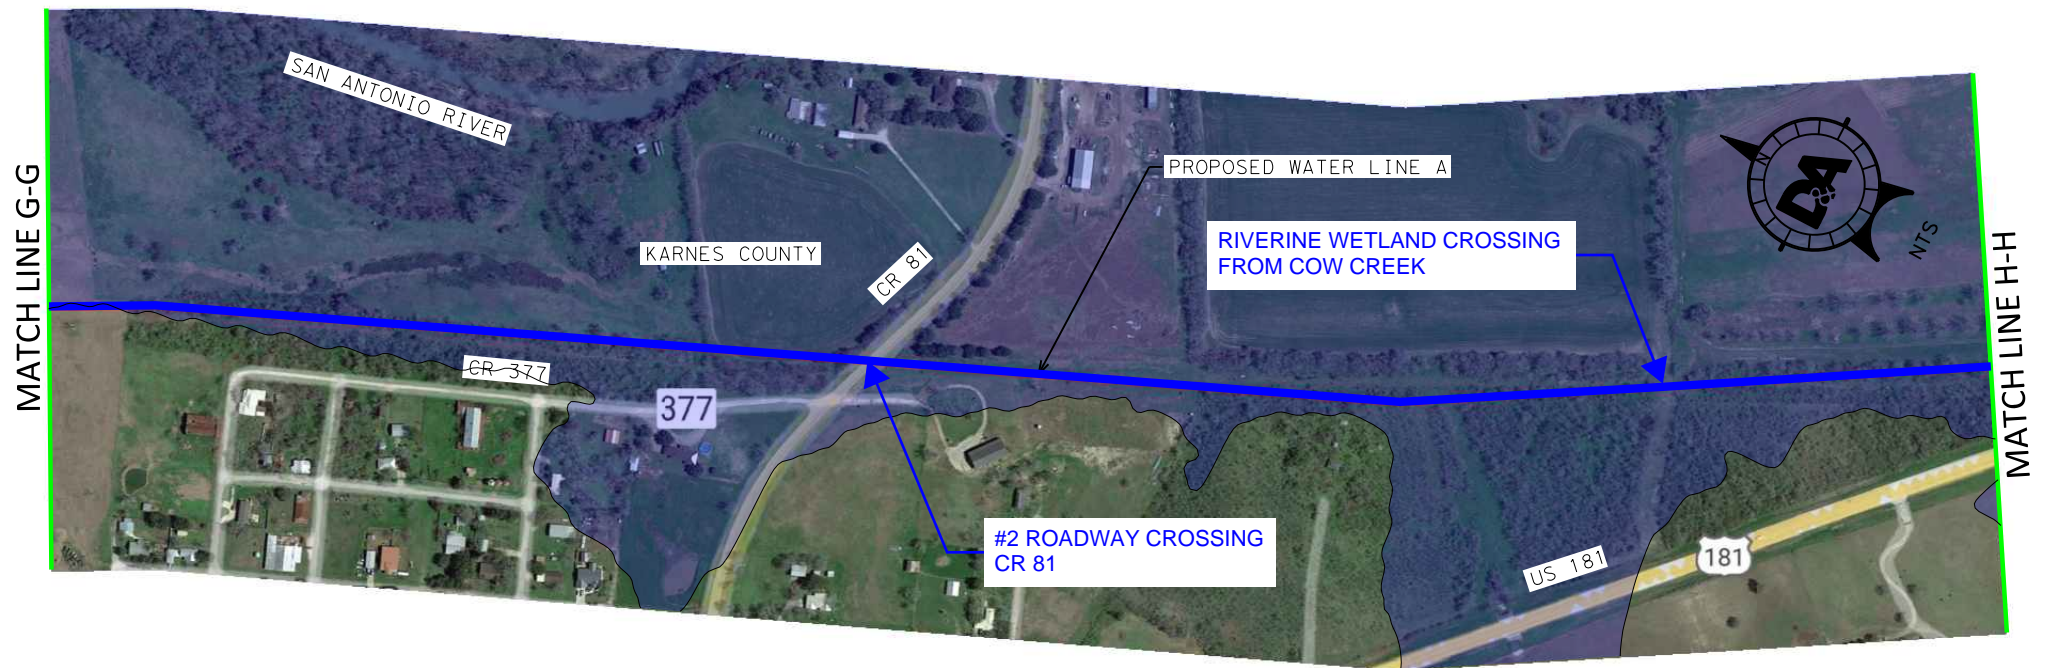 MATCH LINE G-G
SAN ANTONIO RIVER
KARNES COUNTY
CR 81
PROPOSED WATER LINE A
RIVERINE WETLAND CROSSING
FROM COW CREEK
N
D&A
NTS
MATCH LINE H-H
CR 377
377
#2 ROADWAY CROSSING
CR 81
US 181
181